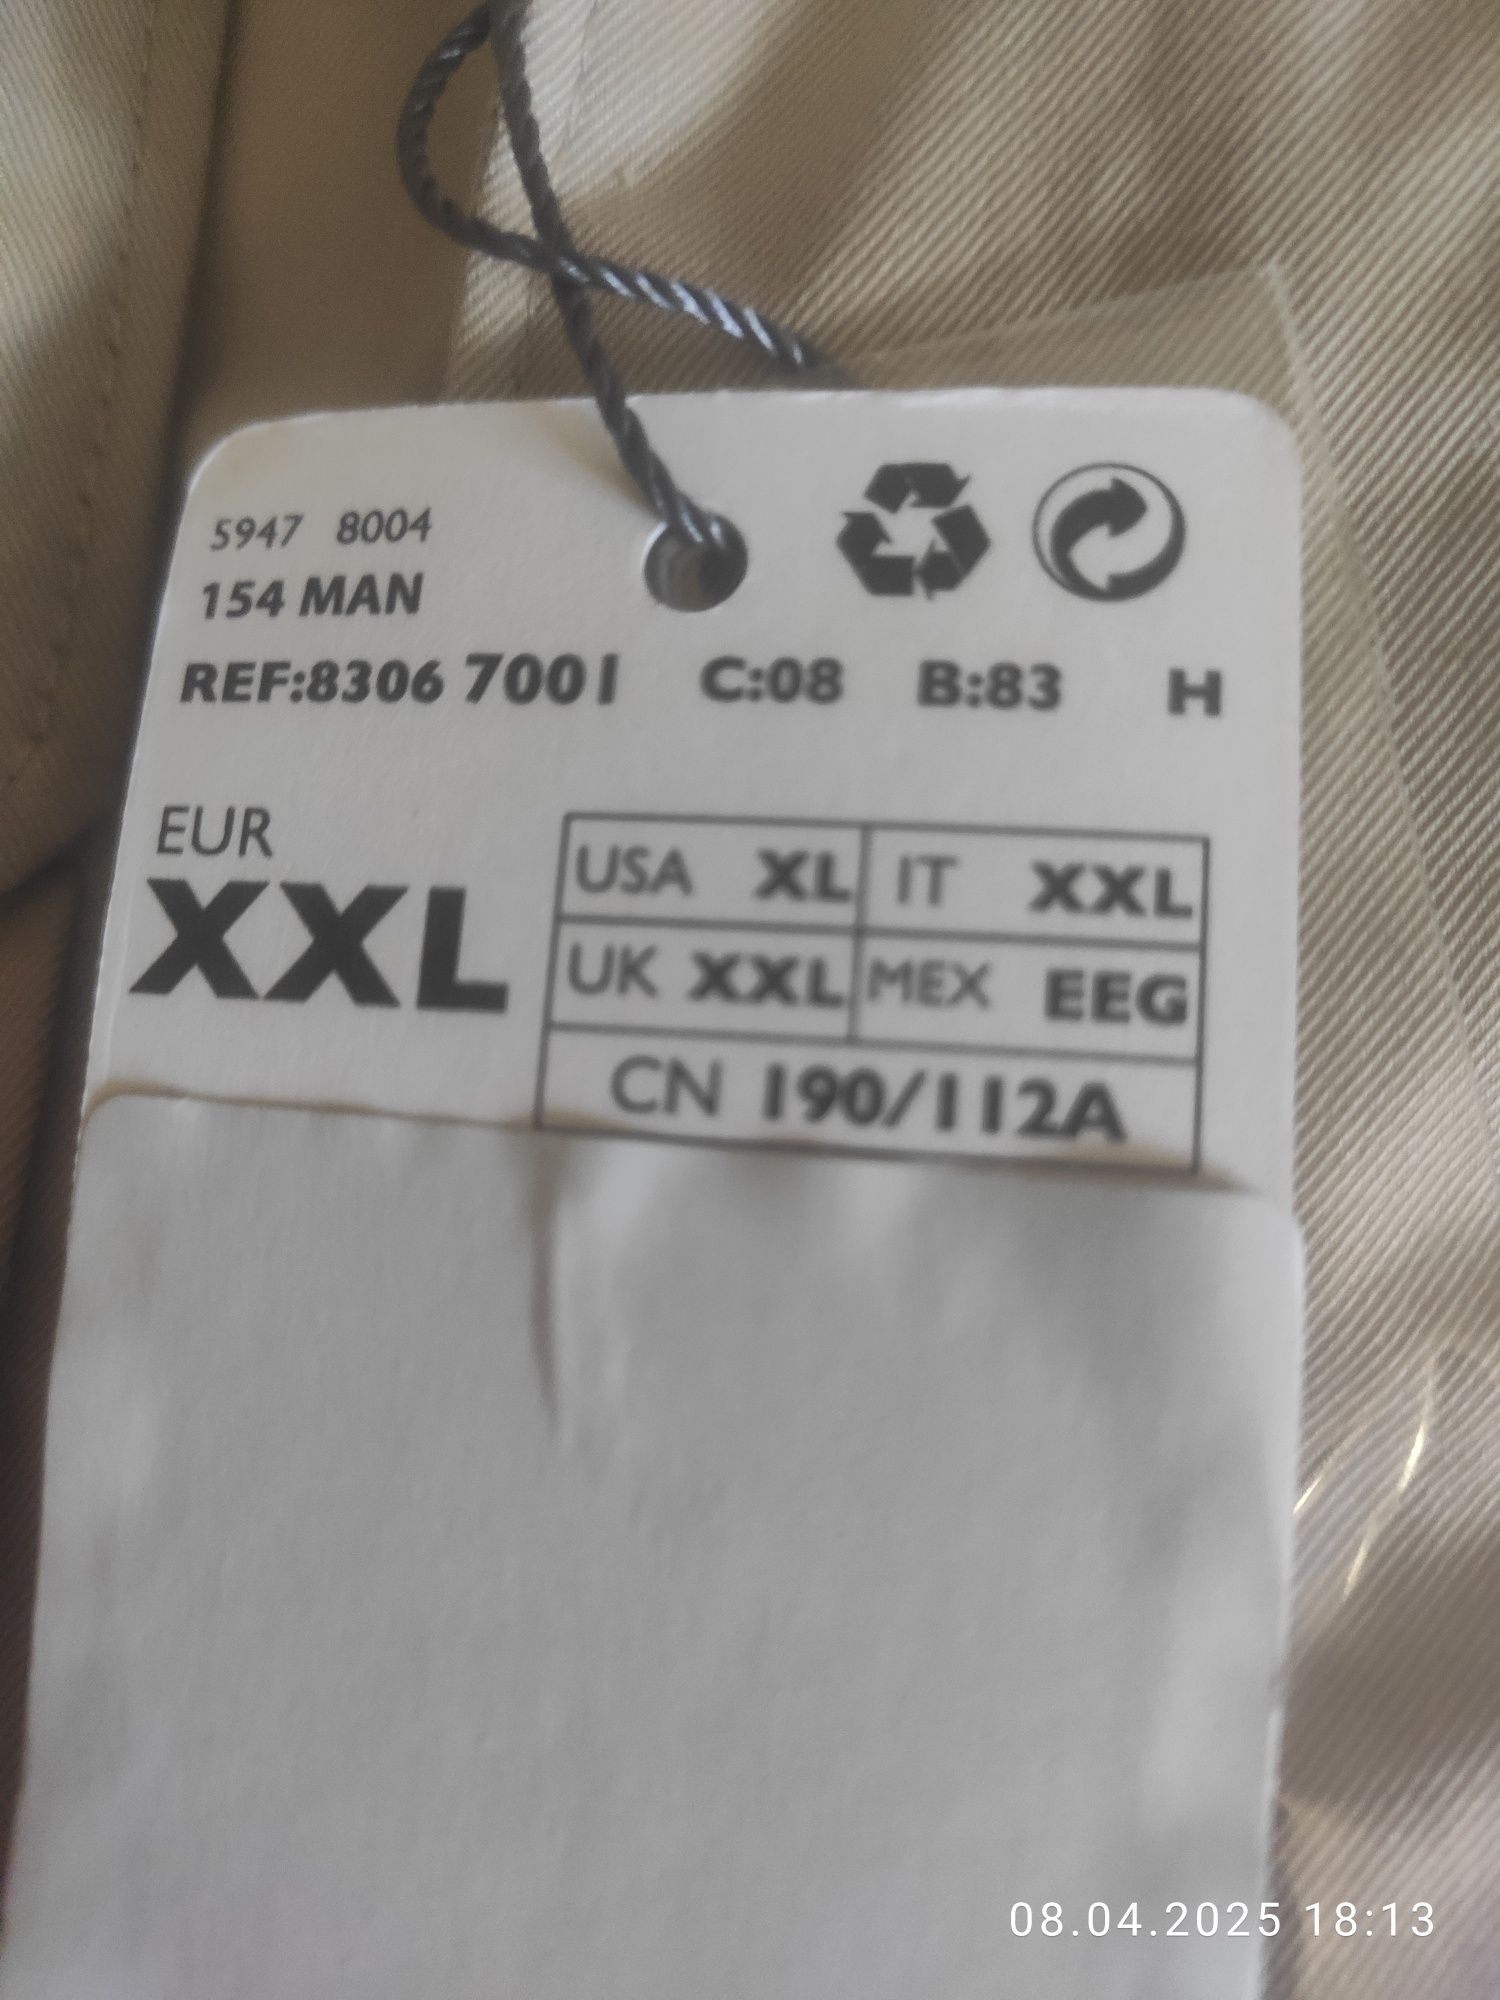 5947 8004
154 MAN
REF:8306 7001 C:08 B:83 H
EUR
XXL
USA XL IT XXL
UK XXL MEX EEG
CN 190/112A
08.04.2025 18:13